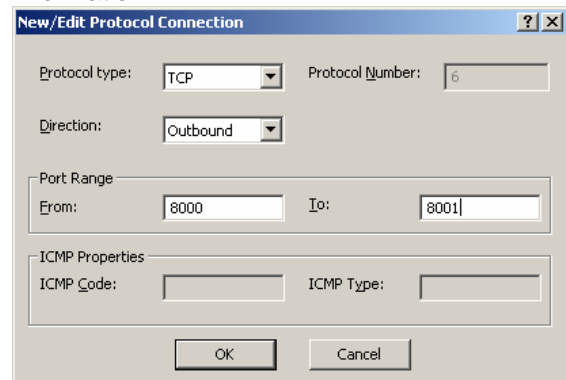 New/Edit Protocol Connection
Protocol type: TCP Protocol Number: 6
Direction: Outbound
Port Range
From: 8000 To: 8001
ICMP Properties
ICMP Code: ICMP Type:
OK Cancel